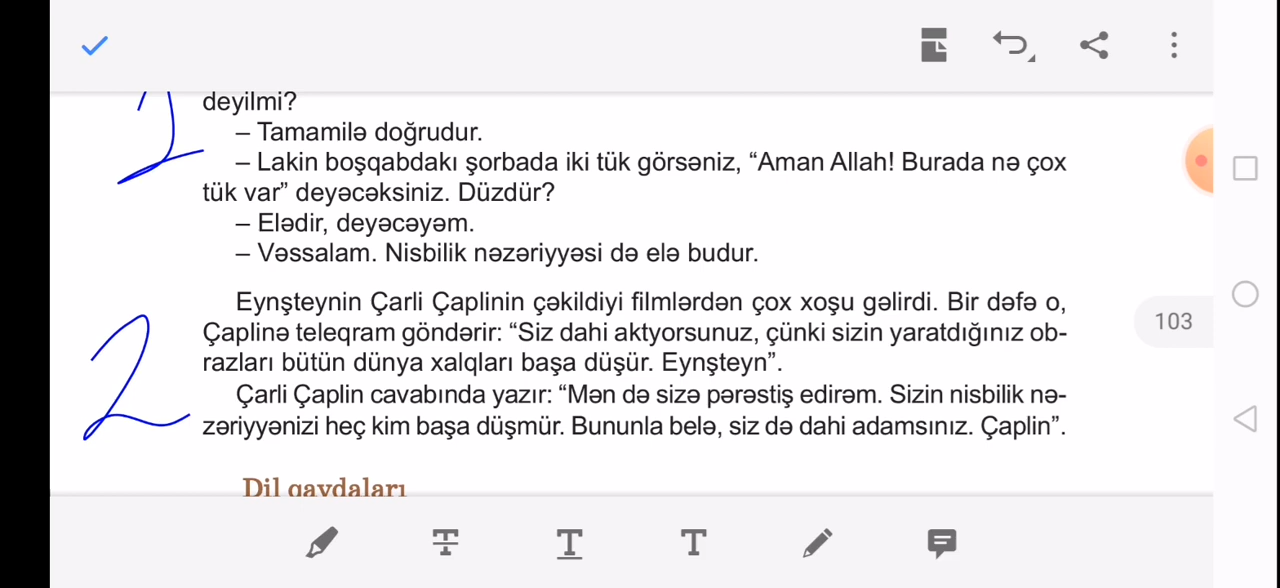 deyilmi?
– Tamamilə doğrudur.
– Lakin boşqabdakı şorbada iki tük görsəniz, “Aman Allah! Burada nə çox
tük var” deyəcəksiniz. Düzdür?
– Elədir, deyəcəyəm.
– Vəssalam. Nisbilik nəzəriyyəsi də elə budur.
Eynşteynin Çarli Çaplinin çəkildiyi filmlərdən çox xoşu gəlirdi. Bir dəfə o,
Çaplinə teleqram göndərir: “Siz dahi aktyorsunuz, çünki sizin yaratdığınız ob-
razları bütün dünya xalqları başa düşür. Eynşteyn”.
Çarli Çaplin cavabında yazır: “Mən də sizə pərəstiş edirəm. Sizin nisbilik nə-
zəriyyənizi heç kim başa düşmür. Bununla belə, siz də dahi adamsınız. Çaplin”.
Dil qaydaları
1
2
103